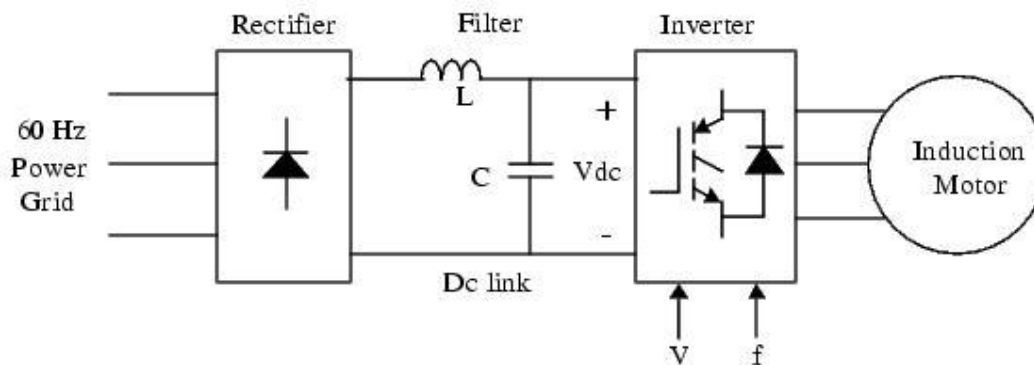 Rectifier
Filter
Inverter
60 Hz
Power
Grid
L
C
+
Vdc
-
Induction
Motor
Dc link
V
f